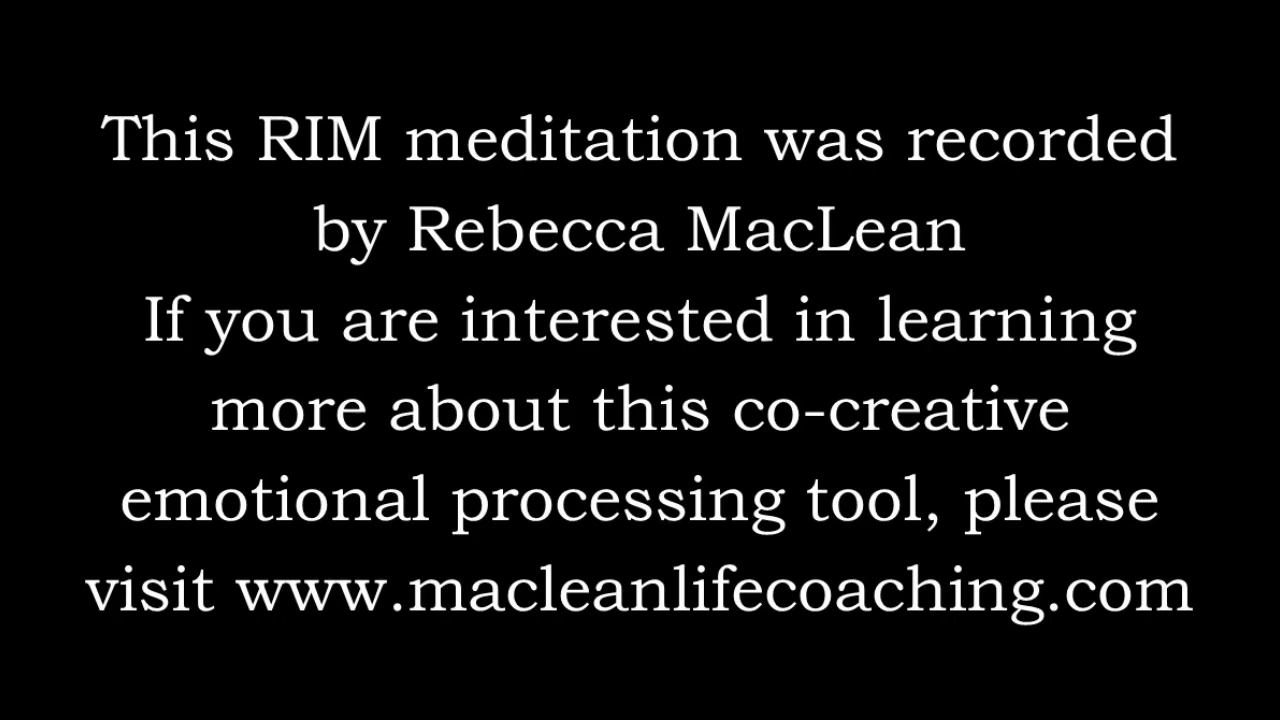 This RIM meditation was recorded
by Rebecca MacLean
If you are interested in learning
more about this co-creative
emotional processing tool, please
visit www.macleanlifecoaching.com